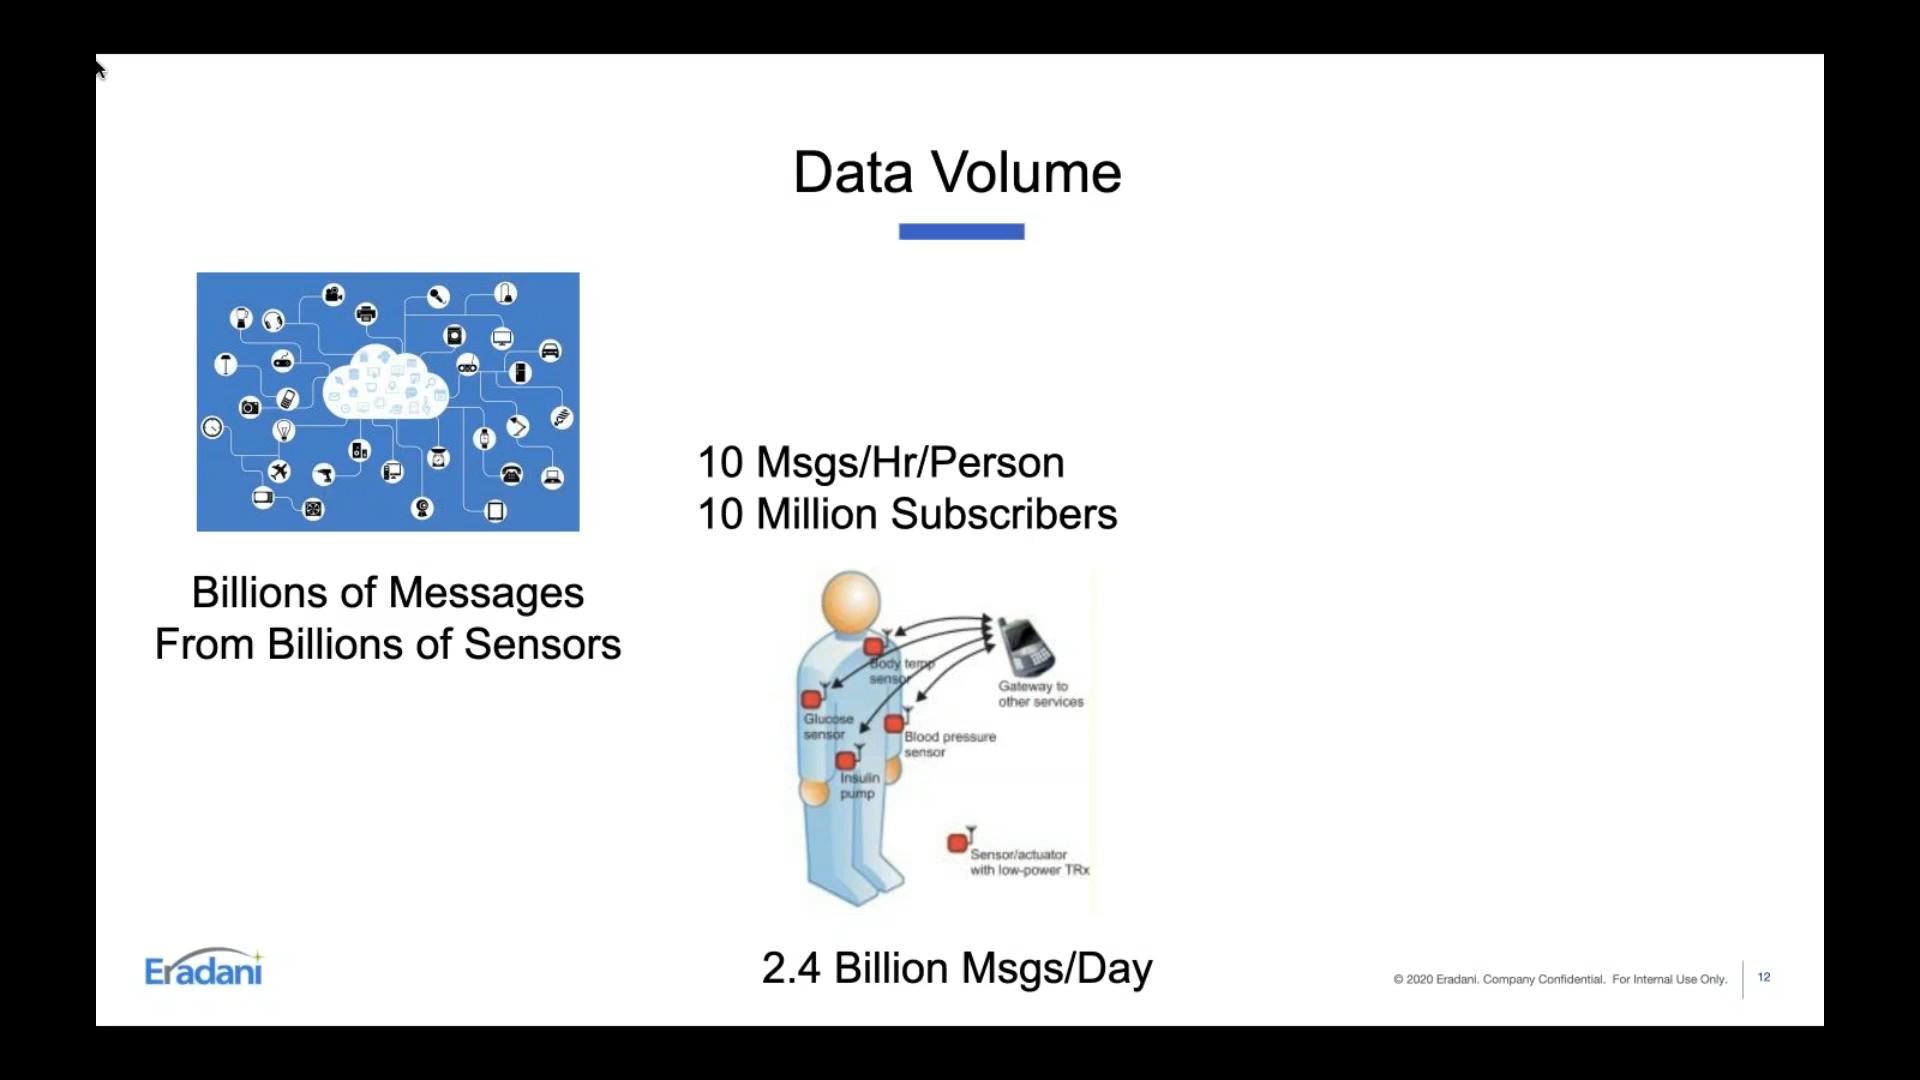 Data Volume
Billions of Messages
From Billions of Sensors
10 Msgs/Hr/Person
10 Million Subscribers
Body temp
sensor
Glucose
sensor
Insulin
pump
Blood pressure
sensor
Gateway to
other services
Sensor/actuator
with low-power TRx
2.4 Billion Msgs/Day
Eradani
© 2020 Eradani. Company Confidential. For Internal Use Only.
12